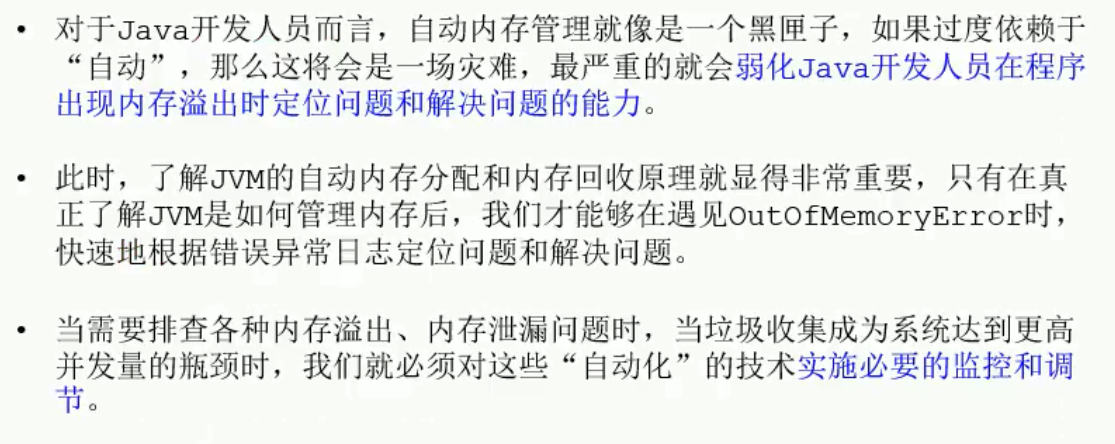 • 对于Java开发人员而言，自动内存管理就像是一个黑匣子，如果过度依赖于
“自动”，那么这将会是一场灾难，最严重的就会弱化Java开发人员在程序
出现内存溢出时定位问题和解决问题的能力。
• 此时，了解JVM的自动内存分配和内存回收原理就显得非常重要，只有在真
正了解JVM是如何管理内存后，我们才能够在遇见OutOfMemoryError时，
快速地根据错误异常日志定位问题和解决问题。
• 当需要排查各种内存溢出、内存泄漏问题时，当垃圾收集成为系统达到更高
并发量的瓶颈时，我们就必须对这些“自动化”的技术实施必要的监控和调
节。